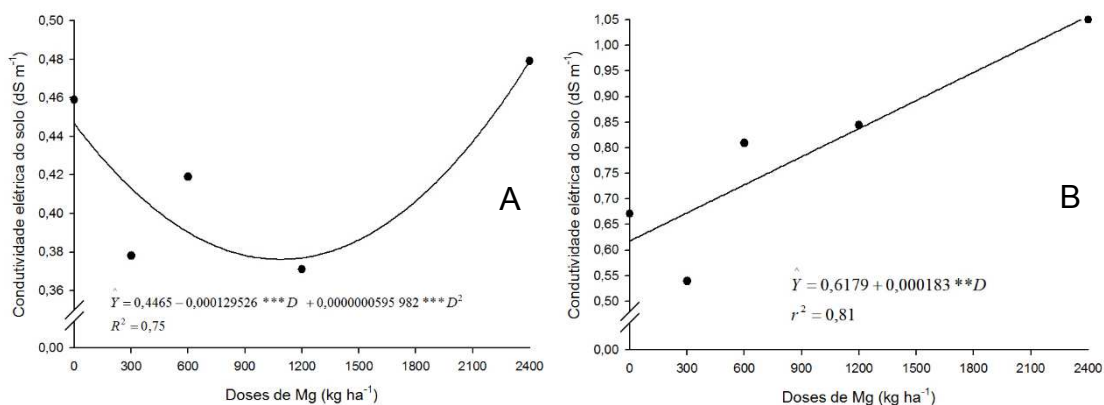 Condutividade elétrica do solo (dS m⁻¹)
0,50
0,48
0,46
0,44
0,42
0,40
0,38
0,36
0,00
A
Ŷ = 0,4465 − 0,000129526 *** D + 0,0000000595 982 *** D²
R² = 0,75
0 300 600 900 1200 1500 1800 2100 2400
Doses de Mg (kg ha⁻¹)
Condutividade elétrica do solo (dS m⁻¹)
1,05
1,00
0,95
0,90
0,85
0,80
0,75
0,70
0,65
0,60
0,55
0,50
0,00
B
Ŷ = 0,6179 + 0,000183 ** D
r² = 0,81
0 300 600 900 1200 1500 1800 2100 2400
Doses de Mg (kg ha⁻¹)